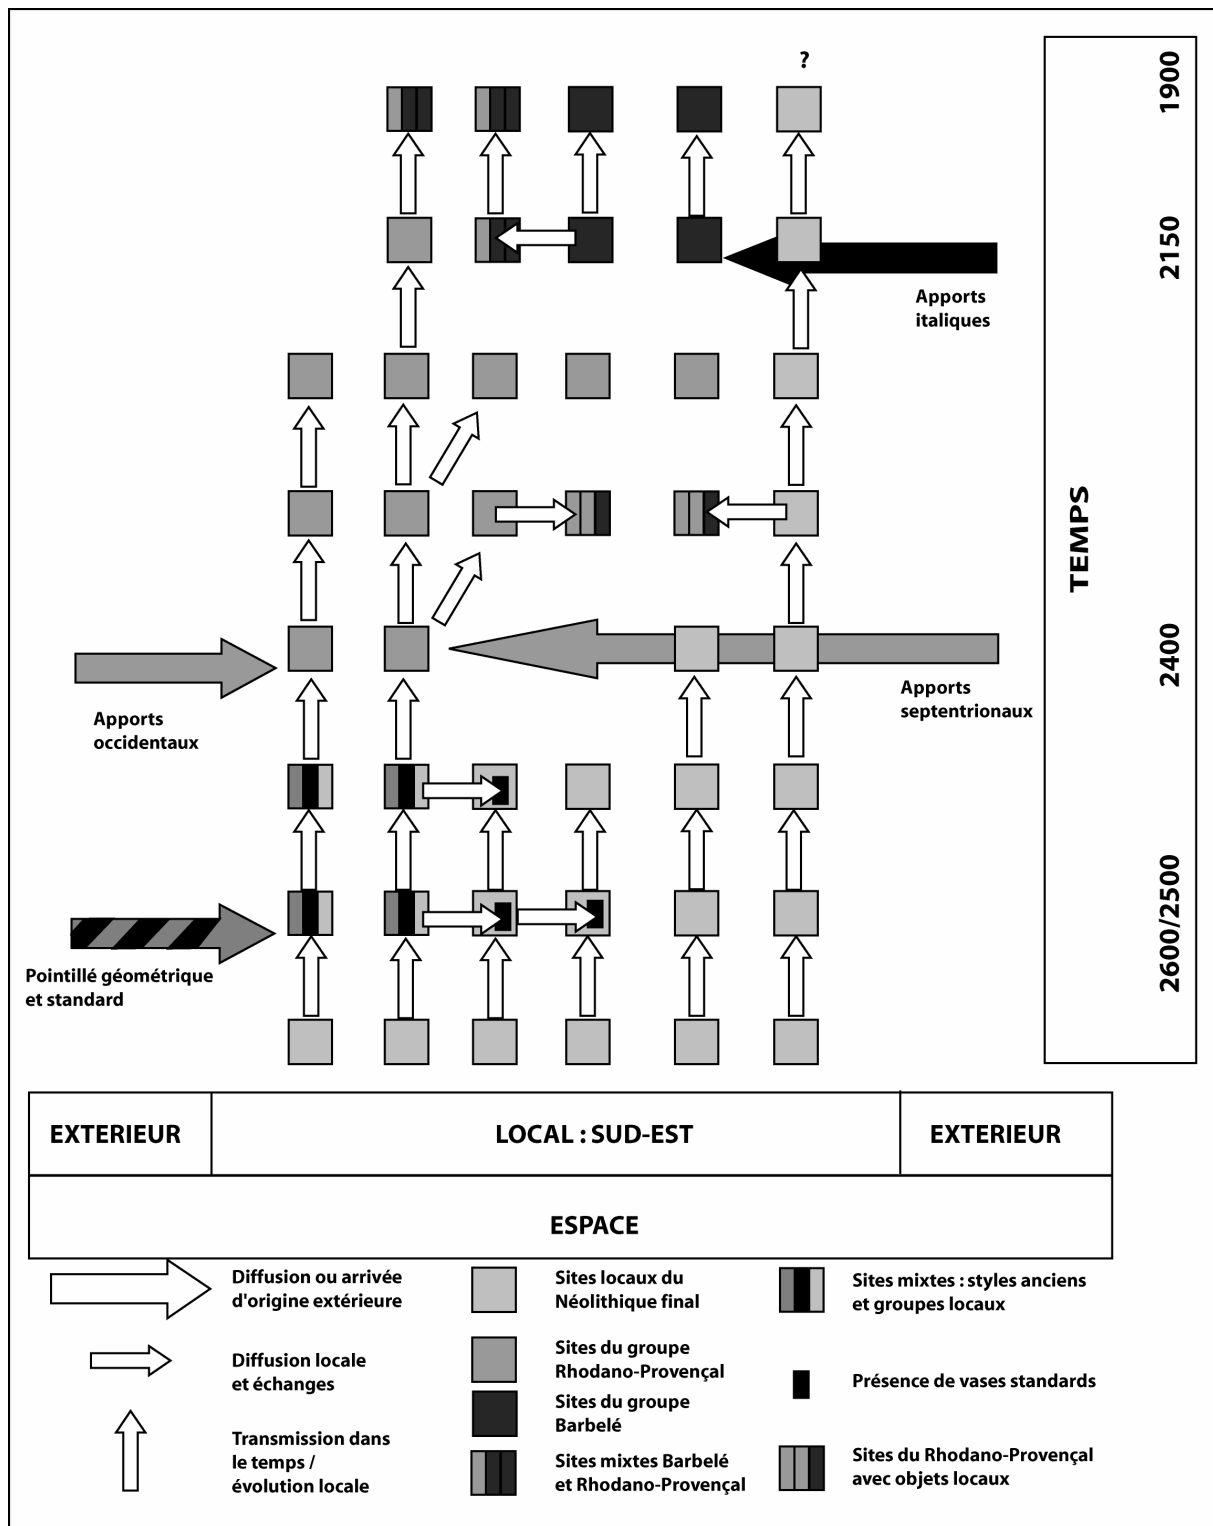 ?
1900
2150
Apports
italiques
TEMPS
2400
Apports
occidentaux
Apports
septentrionaux
2600/2500
Pointillé géométrique
et standard
EXTERIEUR
LOCAL : SUD-EST
EXTERIEUR
ESPACE
Diffusion ou arrivée
d'origine extérieure
Diffusion locale
et échanges
Transmission dans
le temps /
évolution locale
Sites locaux du
Néolithique final
Sites du groupe
Rhodano-Provençal
Sites du groupe
Barbelé
Sites mixtes Barbelé
et Rhodano-Provençal
Sites mixtes : styles anciens
et groupes locaux
Présence de vases standards
Sites du Rhodano-Provençal
avec objets locaux